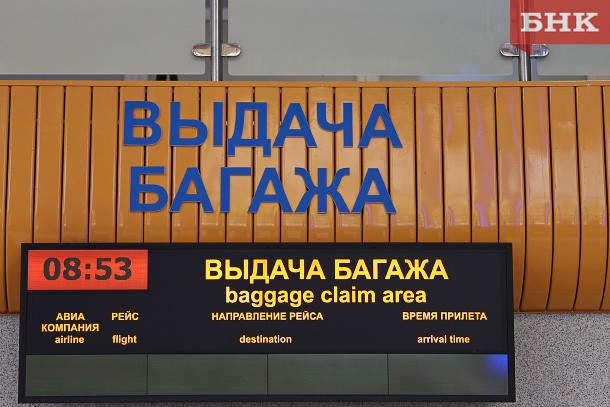 БНК
ВЫДАЧА
БАГАЖА
08:53
ВЫДАЧА БАГАЖА
baggage claim area
АВИА
КОМПАНИЯ
airline
РЕЙС
flight
НАПРАВЛЕНИЕ РЕЙСА
destination
ВРЕМЯ ПРИЛЕТА
arrival time